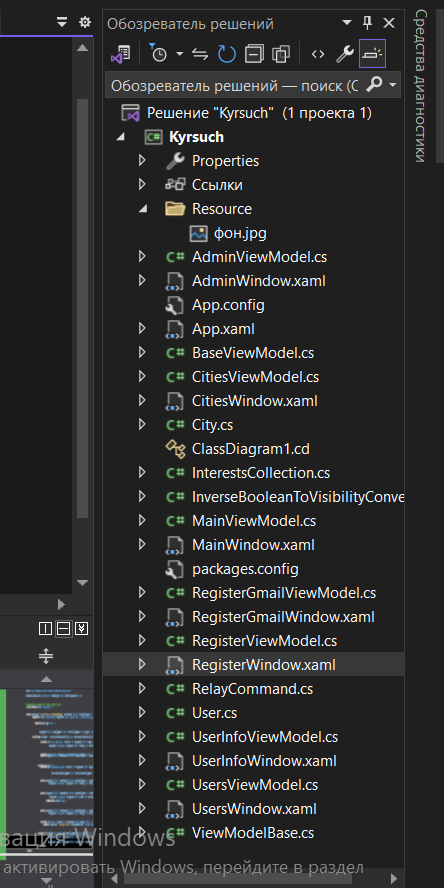 Обозреватель решений
Обозреватель решений — поиск (C
Решение "Kyrsuch" (1 проекта 1)
Kyrsuch
Properties
Ссылки
Resource
фон.jpg
AdminViewModel.cs
AdminWindow.xaml
App.config
App.xaml
BaseViewModel.cs
CitiesViewModel.cs
CitiesWindow.xaml
City.cs
ClassDiagram1.cd
InterestsCollection.cs
InverseBooleanToVisibilityConve
MainViewModel.cs
MainWindow.xaml
packages.config
RegisterGmailViewModel.cs
RegisterGmailWindow.xaml
RegisterViewModel.cs
RegisterWindow.xaml
RelayCommand.cs
User.cs
UserInfoViewModel.cs
UserInfoWindow.xaml
UsersViewModel.cs
UsersWindow.xaml
ViewModelBase.cs
Средства диагностики
вация Windows
активировать Windows, перейдите в раздел